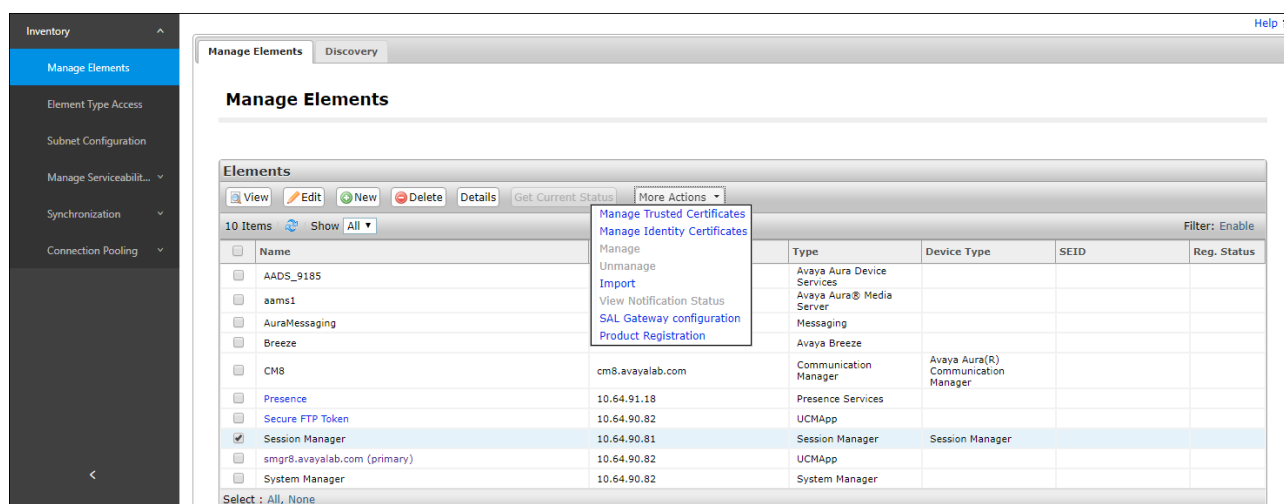 Help ?
Inventory
Manage Elements
Element Type Access
Subnet Configuration
Manage Serviceabilit...
Synchronization
Connection Pooling
<
Manage Elements Discovery
Manage Elements
Elements
View Edit New Delete Details Get Current Status More Actions
Manage Trusted Certificates
Manage Identity Certificates
Manage
Unmanage
Import
View Notification Status
SAL Gateway configuration
Product Registration
10 Items Show All Filter: Enable
Name Type Device Type SEID Reg. Status
AADS_9185 Avaya Aura Device
Services
aams1 Avaya Aura® Media
Server
AuraMessaging Messaging
Breeze Avaya Breeze
CM8 cm8.avayalab.com Communication
Manager Avaya Aura(R)
Communication
Manager
Presence 10.64.91.18 Presence Services
Secure FTP Token 10.64.90.82 UCMApp
Session Manager 10.64.90.81 Session Manager Session Manager
smgr8.avayalab.com (primary) 10.64.90.82 UCMApp
System Manager 10.64.90.82 System Manager
Select : All, None